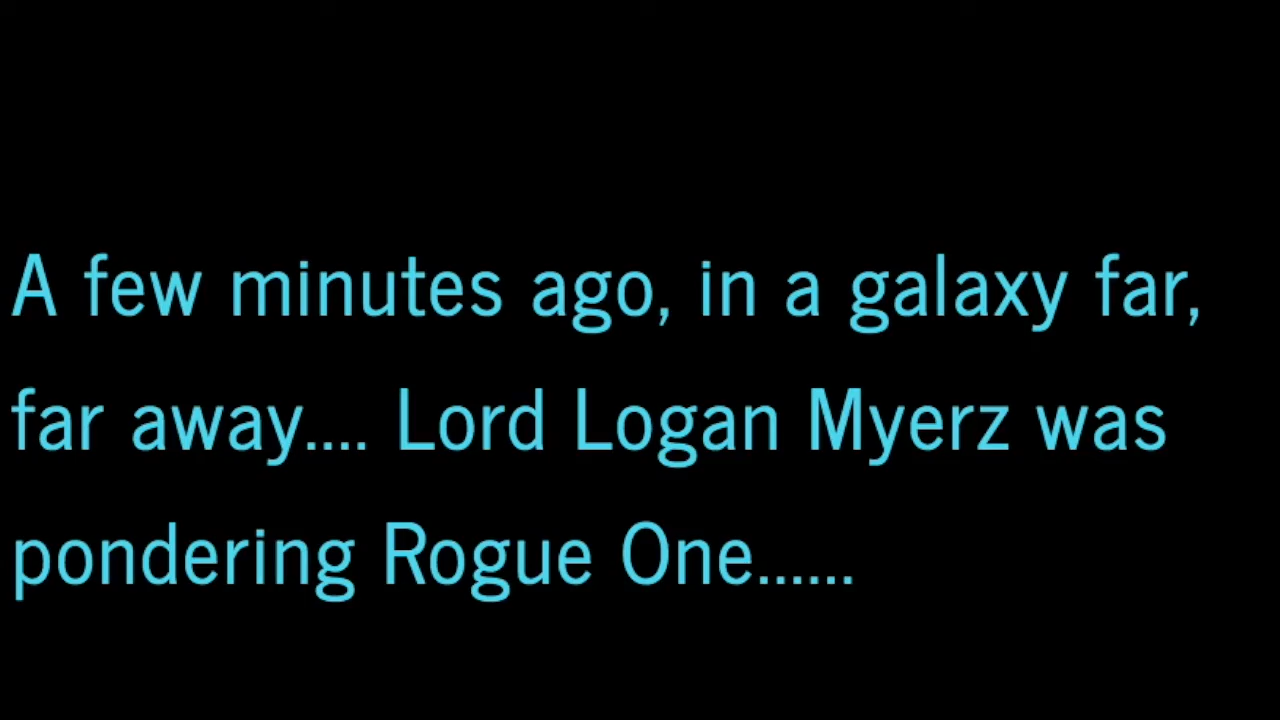 A few minutes ago, in a galaxy far,
far away.... Lord Logan Myerz was
pondering Rogue One......